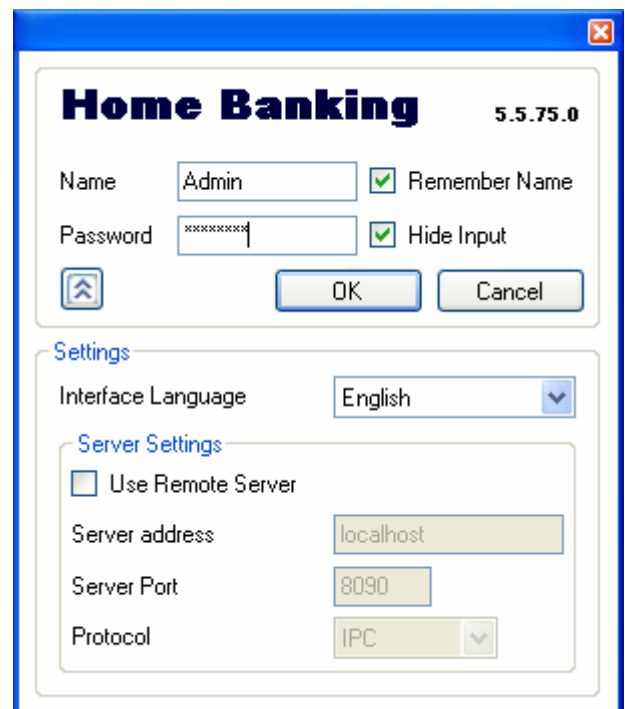 Home Banking 5.5.75.0
Name Admin Remember Name
Password ******** Hide Input
OK Cancel
Settings
Interface Language English
Server Settings
Use Remote Server
Server address localhost
Server Port 8090
Protocol IPC